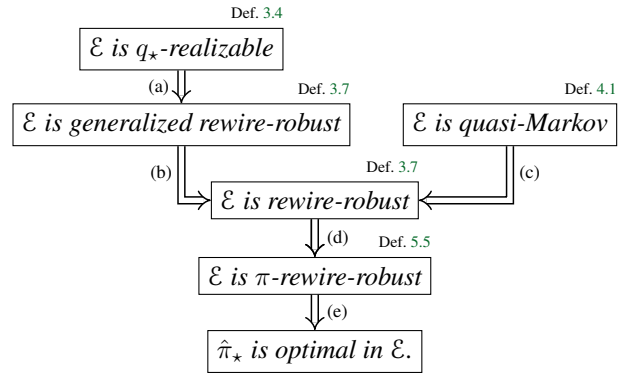 Def. 3.4
ℰ is q⋆-realizable
(a)
Def. 3.7
ℰ is generalized rewire-robust
Def. 4.1
ℰ is quasi-Markov
(b)
(c)
Def. 3.7
ℰ is rewire-robust
(d)
Def. 5.5
ℰ is π-rewire-robust
(e)
π̂⋆ is optimal in ℰ.